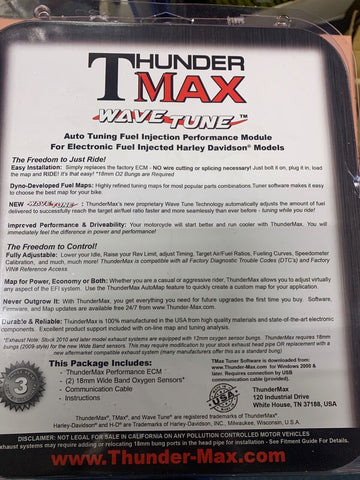 THUNDER
MAX
WAVE TUNE™
Auto Tuning Fuel Injection Performance Module
For Electronic Fuel Injected Harley Davidson® Models
The Freedom to Just Ride!
Easy Installation: Simply replaces the factory ECM - NO wire cutting or splicing necessary! Just bolt it on, plug it in, load
the map and RIDE! It's that easy! *18mm O2 Bungs are Required
Dyno-Developed Fuel Maps: Highly refined tuning maps for most popular parts combinations. Tuner software makes it easy
to choose the best map for your bike.
NEW WAVE TUNE : ThunderMax's new proprietary Wave Tune Technology automatically adjusts the amount of fuel
delivered to successfully reach the target air/fuel ratio faster and more seamlessly than ever before - tuning while you ride!
Improved Performance & Driveability: Your motorcycle will start better and run cooler with ThunderMax. You will
immediately feel the difference in power and performance!
The Freedom to Control!
Fully Adjustable: Lower your Idle, Raise your Rev Limit, adjust Timing, Target Air/Fuel Ratios, Fueling Curves, Speedometer
Calibration, and much, much more! ThunderMax is compatible with all Factory Diagnostic Trouble Codes (DTC's) and Factory
VIN# Reference Access.
Map for Power, Economy or Both: Whether you are a casual or aggressive rider, ThunderMax allows you to adjust virtually
any aspect of the EFI system. Use the ThunderMax AutoMap feature to quickly create a custom map for your application.
Never Outgrow It: With ThunderMax, get everything you need for future upgrades the first time you buy. Software,
Firmware, and Map updates are available free 24/7 from www.Thunder-Max.com.
Durable & Reliable: ThunderMax is 100% manufactured in the USA from high quality materials and state-of-the-art electronic
components. Excellent product support included with on-line map and tuning analysis.
*Exhaust Note: Stock 2010 and later model exhaust systems are equipped with 12mm oxygen sensor bungs. Thundermax requires
18mm bungs (2009-style) for the new Wide Band Sensors. This may require modification to your stock exhaust head pipe OR replacement with a
new aftermarket compatible exhaust system (many manufacturers offer this as a standard bung)
3
This Package Includes:
- ThunderMax Performance ECM
- (2) 18mm Wide Band Oxygen Sensors*
- Communication Cable
- Instructions
TMax Tuner Software is downloaded from:
www.Thunder-Max.com for Windows 2000 &
later. Requires connection by USB
communication cable (provided).
USA
ThunderMax
120 Industrial Drive
White House, TN 37188, USA
ThunderMax®, TMax®, and Wave Tune® are registered trademarks of ThunderMax®
Harley-Davidson® and H-D® are Trademarks of Harley-Davidson, INC., Milwaukee, Wisconsin, U.S.A.
DISCLAIMER: NOT LEGAL FOR SALE IN CALIFORNIA ON ANY POLLUTION CONTROLLED MOTOR VEHICLES
exhaust systems may require adding or relocating 18mm bung ports in the head pipe - See Fitment Guide For Details.
www.Thunder-Max.com